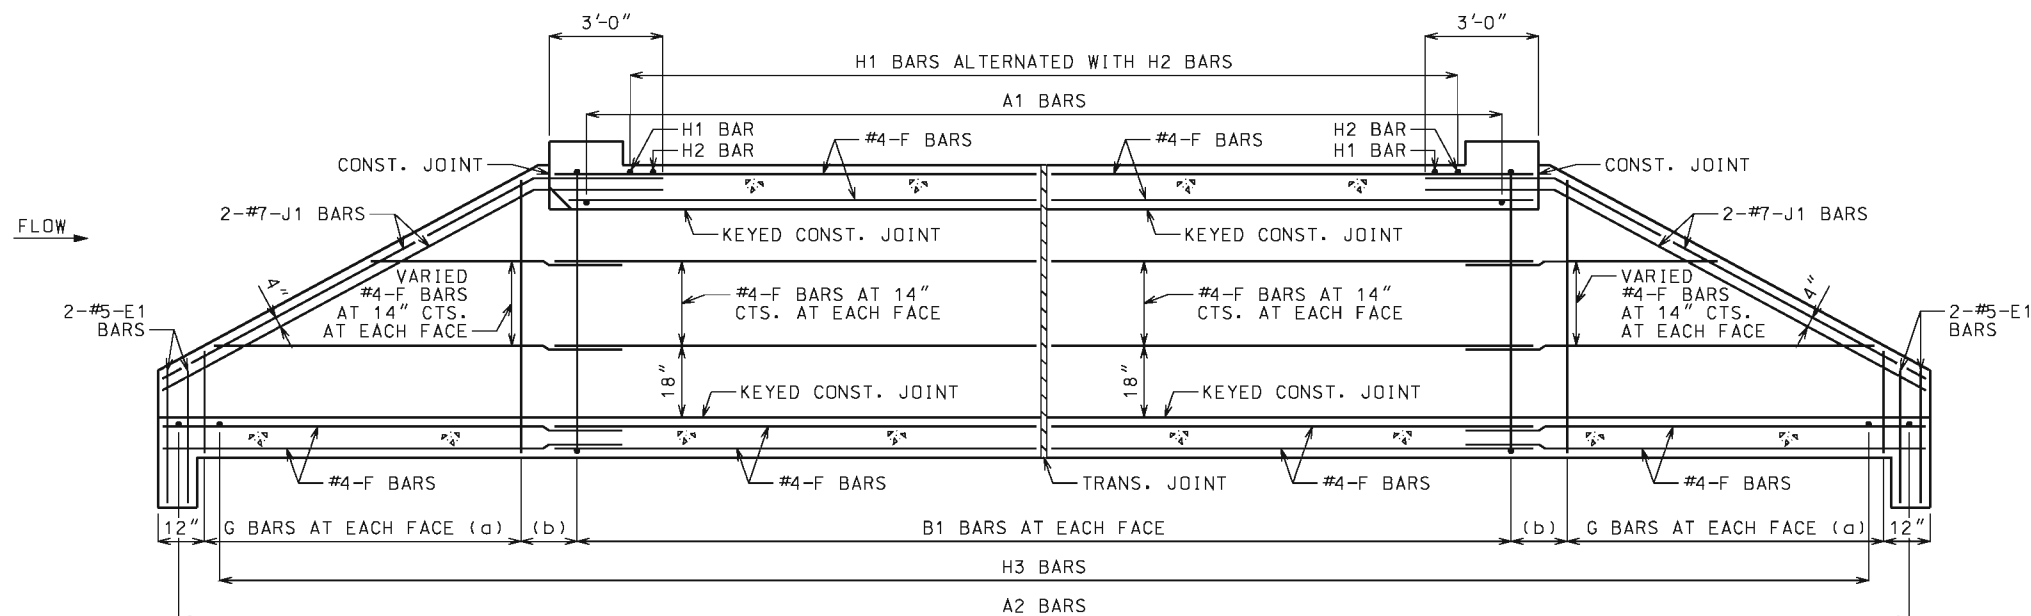 3'-0"
3'-0"
H1 BARS ALTERNATED WITH H2 BARS
A1 BARS
H1 BAR
H2 BAR
#4-F BARS
#4-F BARS
H2 BAR
H1 BAR
CONST. JOINT
CONST. JOINT
2-#7-J1 BARS
2-#7-J1 BARS
FLOW
KEYED CONST. JOINT
KEYED CONST. JOINT
4"
VARIED
#4-F BARS
AT 14" CTS.
AT EACH FACE
#4-F BARS AT 14"
CTS. AT EACH FACE
#4-F BARS AT 14"
CTS. AT EACH FACE
VARIED
#4-F BARS
AT 14" CTS.
AT EACH FACE
4"
2-#5-E1
BARS
2-#5-E1
BARS
18"
KEYED CONST. JOINT
18"
KEYED CONST. JOINT
#4-F BARS
#4-F BARS
TRANS. JOINT
#4-F BARS
#4-F BARS
12"
G BARS AT EACH FACE (a)
(b)
B1 BARS AT EACH FACE
(b)
G BARS AT EACH FACE (a)
12"
H3 BARS
A2 BARS